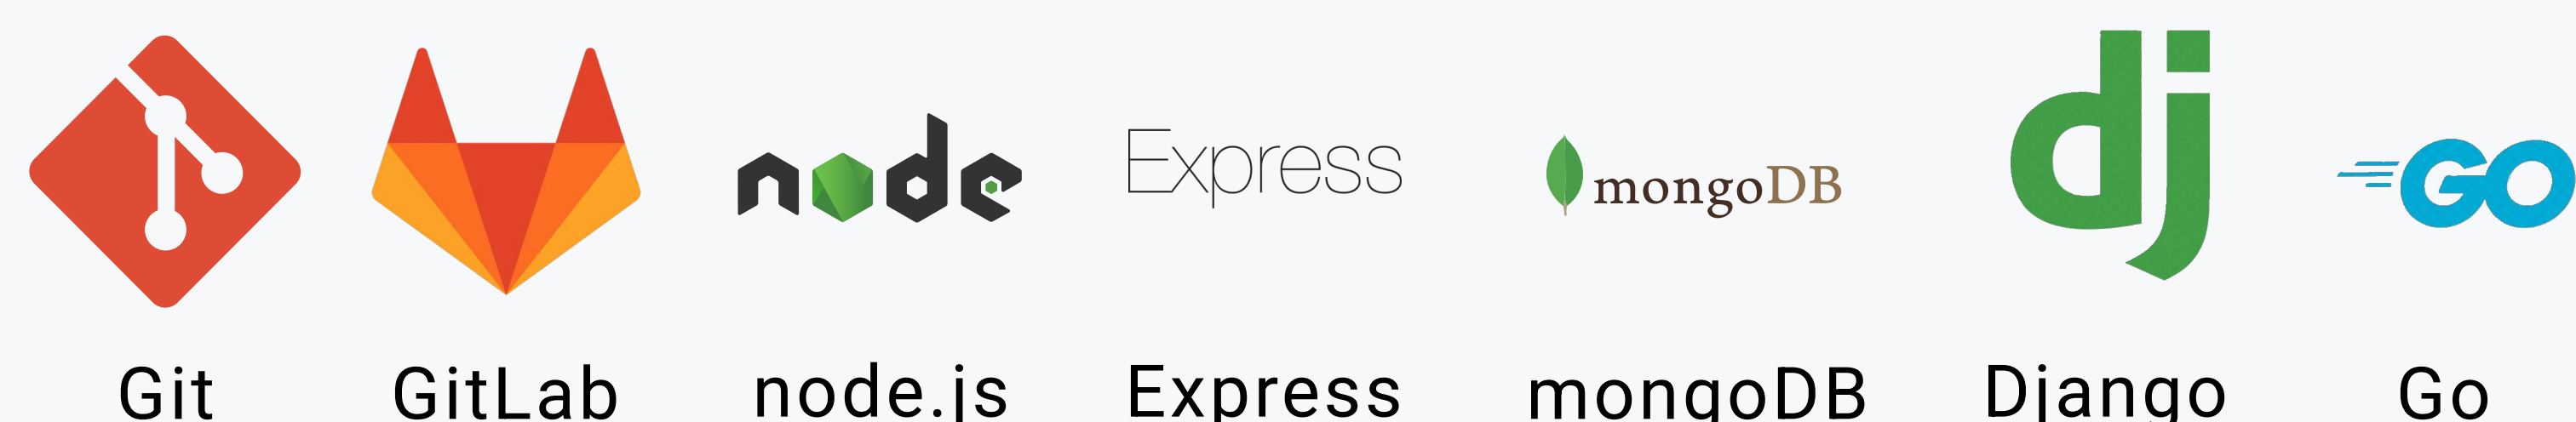 node Express mongoDB dj GO
Git GitLab node.js Express mongoDB Django Go